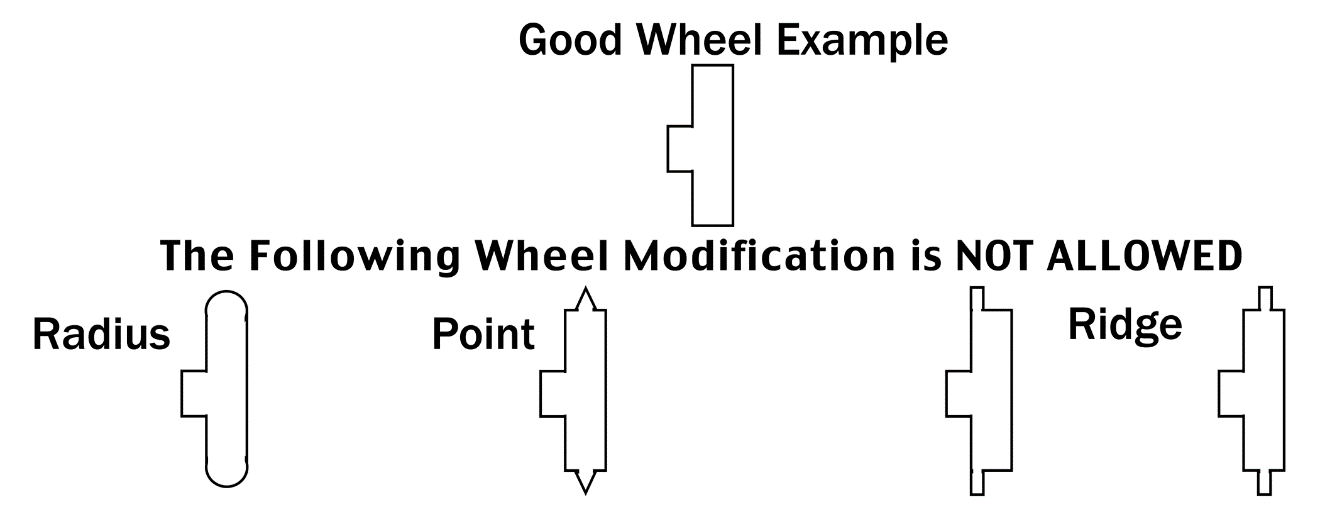 Good Wheel Example
The Following Wheel Modification is NOT ALLOWED
Radius
Point
Ridge